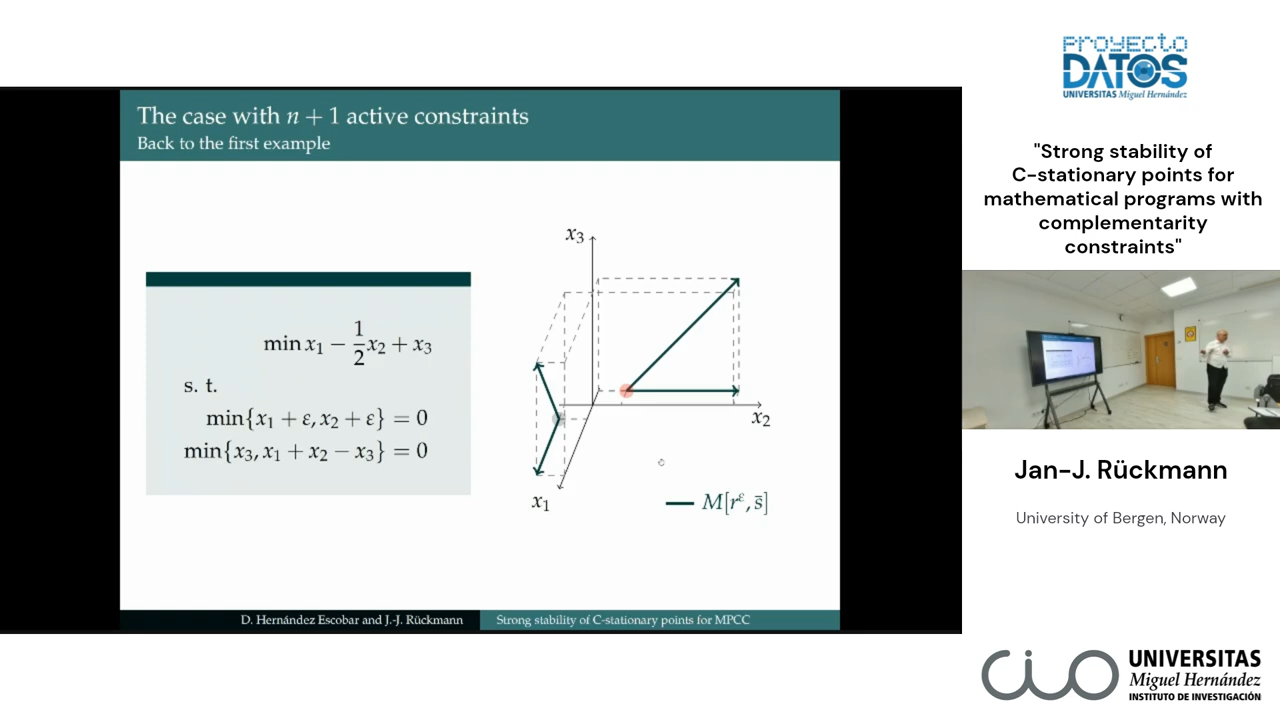 The case with n + 1 active constraints
Back to the first example
min x₁ − 1/2 x₂ + x₃
s. t.
min{x₁ + ε, x₂ + ε} = 0
min{x₃, x₁ + x₂ − x₃} = 0
x₃
x₂
x₁
M[rᵋ, s̄]
D. Hernández Escobar and J.-J. Rückmann
Strong stability of C-stationary points for MPCC
PROYECTO
DATOS
UNIVERSITAS Miguel Hernández
"Strong stability of
C-stationary points for
mathematical programs with
complementarity
constraints"
Jan-J. Rückmann
University of Bergen, Norway
cio
UNIVERSITAS
Miguel Hernández
INSTITUTO DE INVESTIGACIÓN